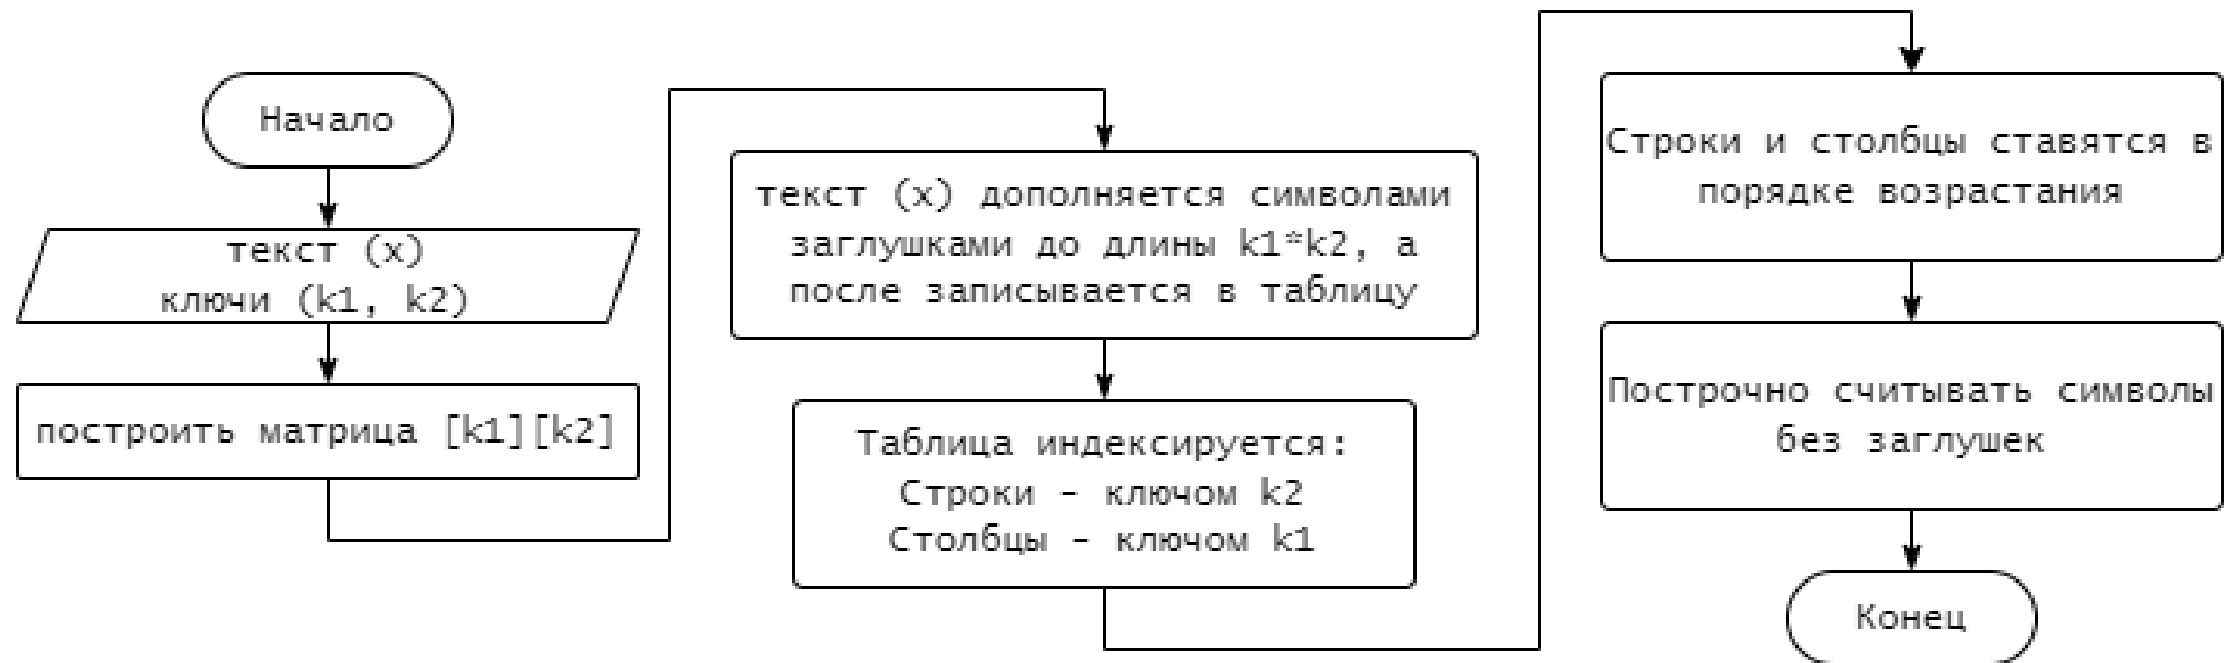 Начало
текст (x)
ключи (k1, k2)
построить матрица [k1][k2]
текст (x) дополняется символами
заглушками до длины k1*k2, а
после записывается в таблицу
Таблица индексируется:
Строки - ключом k2
Столбцы - ключом k1
Строки и столбцы ставятся в
порядке возрастания
Построчно считывать символы
без заглушек
Конец